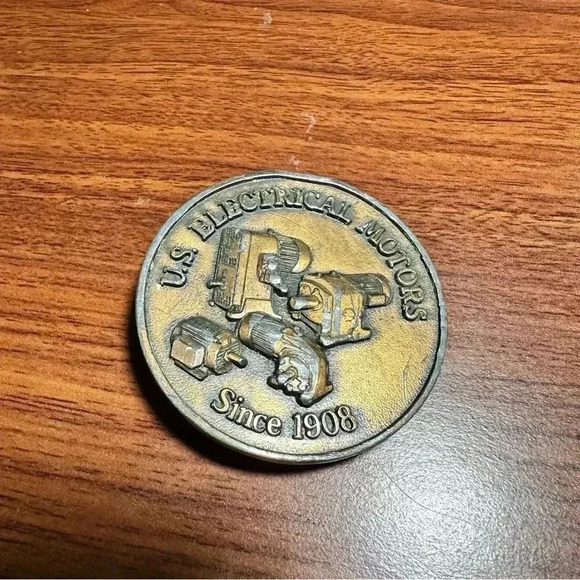 U.S. ELECTRICAL MOTORS
Since 1908